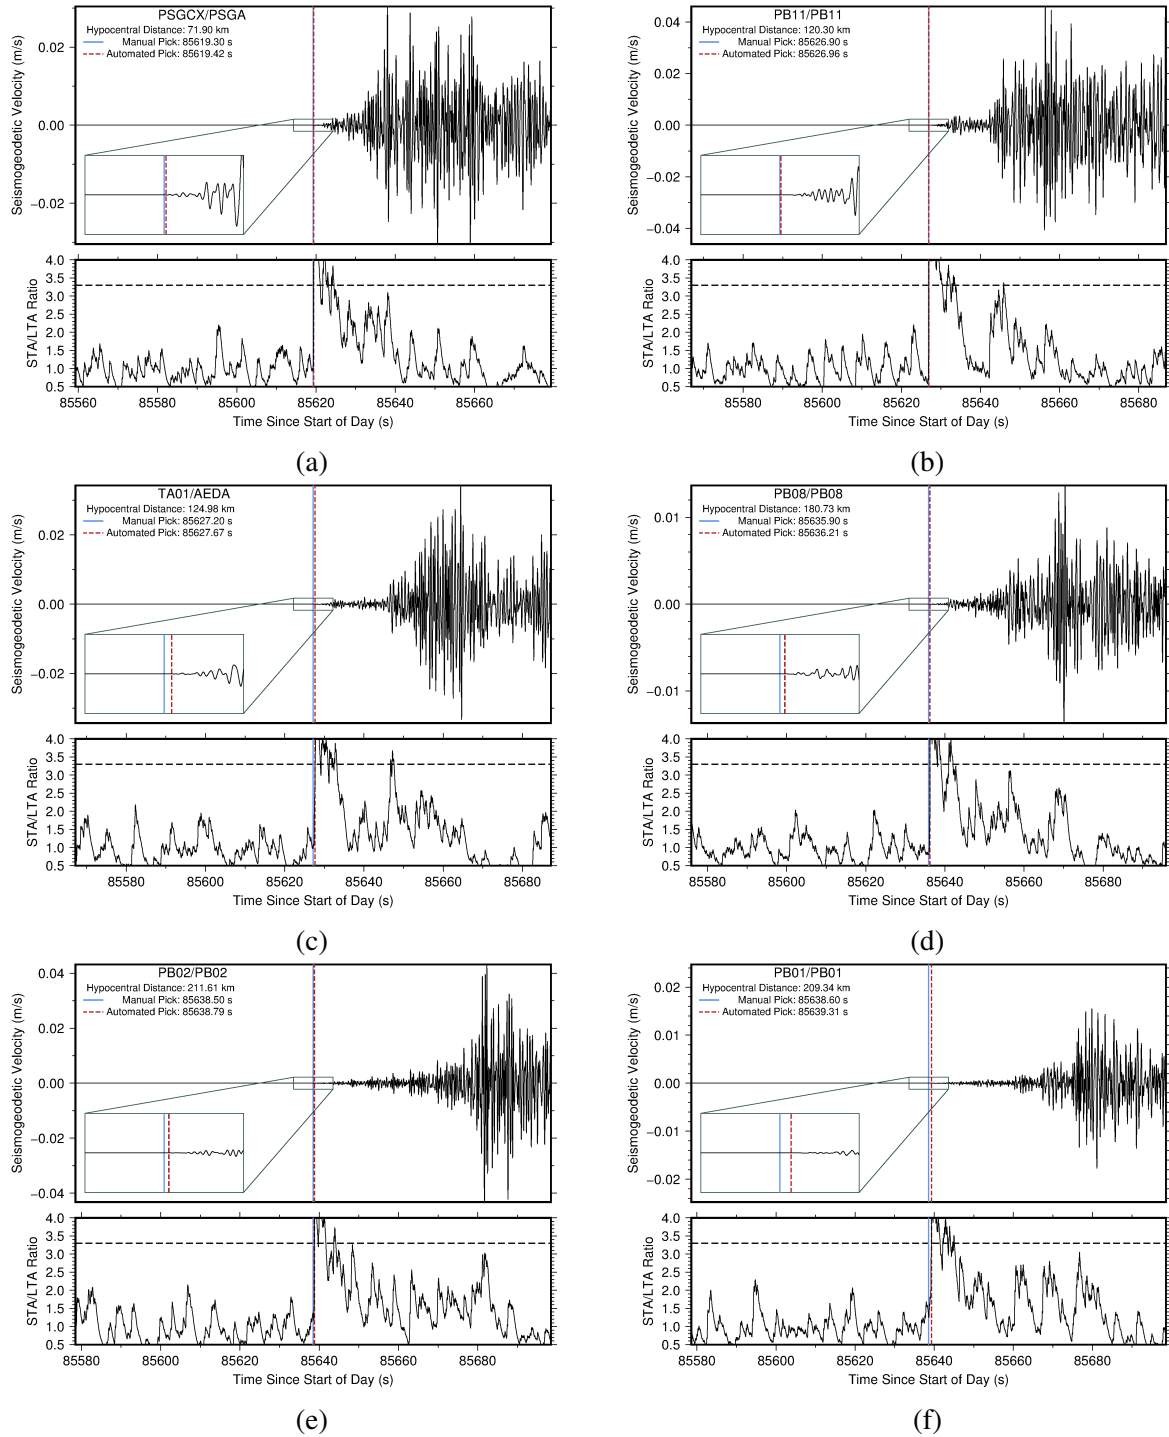 PSGCX/PSGA
Hypocentral Distance: 71.90 km
Manual Pick: 85619.30 s
Automated Pick: 85619.42 s
Seismogeodetic Velocity (m/s)
0.02
0.00
−0.02
STA/LTA Ratio
4.0
3.5
3.0
2.5
2.0
1.5
1.0
0.5
85560 85580 85600 85620 85640 85660
Time Since Start of Day (s)
(a)
PB11/PB11
Hypocentral Distance: 120.30 km
Manual Pick: 85626.90 s
Automated Pick: 85626.96 s
Seismogeodetic Velocity (m/s)
0.04
0.02
0.00
−0.02
−0.04
STA/LTA Ratio
4.0
3.5
3.0
2.5
2.0
1.5
1.0
0.5
85580 85600 85620 85640 85660 85680
Time Since Start of Day (s)
(b)
TA01/AEDA
Hypocentral Distance: 124.98 km
Manual Pick: 85627.20 s
Automated Pick: 85627.67 s
Seismogeodetic Velocity (m/s)
0.02
0.00
−0.02
STA/LTA Ratio
4.0
3.5
3.0
2.5
2.0
1.5
1.0
0.5
85580 85600 85620 85640 85660 85680
Time Since Start of Day (s)
(c)
PB08/PB08
Hypocentral Distance: 180.73 km
Manual Pick: 85635.90 s
Automated Pick: 85636.21 s
Seismogeodetic Velocity (m/s)
0.01
0.00
−0.01
STA/LTA Ratio
4.0
3.5
3.0
2.5
2.0
1.5
1.0
0.5
85580 85600 85620 85640 85660 85680
Time Since Start of Day (s)
(d)
PB02/PB02
Hypocentral Distance: 211.61 km
Manual Pick: 85638.50 s
Automated Pick: 85638.79 s
Seismogeodetic Velocity (m/s)
0.04
0.02
0.00
−0.02
−0.04
STA/LTA Ratio
4.0
3.5
3.0
2.5
2.0
1.5
1.0
0.5
85580 85600 85620 85640 85660 85680
Time Since Start of Day (s)
(e)
PB01/PB01
Hypocentral Distance: 209.34 km
Manual Pick: 85638.60 s
Automated Pick: 85639.31 s
Seismogeodetic Velocity (m/s)
0.02
0.01
0.00
−0.01
−0.02
STA/LTA Ratio
4.0
3.5
3.0
2.5
2.0
1.5
1.0
0.5
85580 85600 85620 85640 85660 85680
Time Since Start of Day (s)
(f)